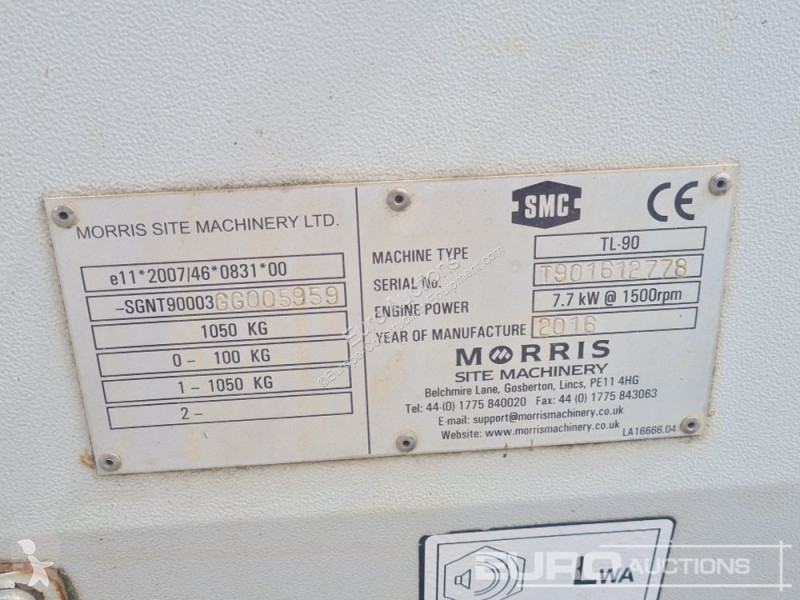 MORRIS SITE MACHINERY LTD.
e11*2007/46*0831*00
-SGNT90003GG005959
1050 KG
0 - 100 KG
1 - 1050 KG
2 -
SMC CE
MACHINE TYPE TL-90
SERIAL No. T901612778
ENGINE POWER 7.7 kW @ 1500rpm
YEAR OF MANUFACTURE 2016
MORRIS
SITE MACHINERY
Belchmire Lane, Gosberton, Lincs, PE11 4HG
Tel: 44 (0) 1775 840020 Fax: 44 (0) 1775 843063
E-mail: support@morrismachinery.co.uk
Website: www.morrismachinery.co.uk
LA16666.04
LWA
EURO AUCTIONS